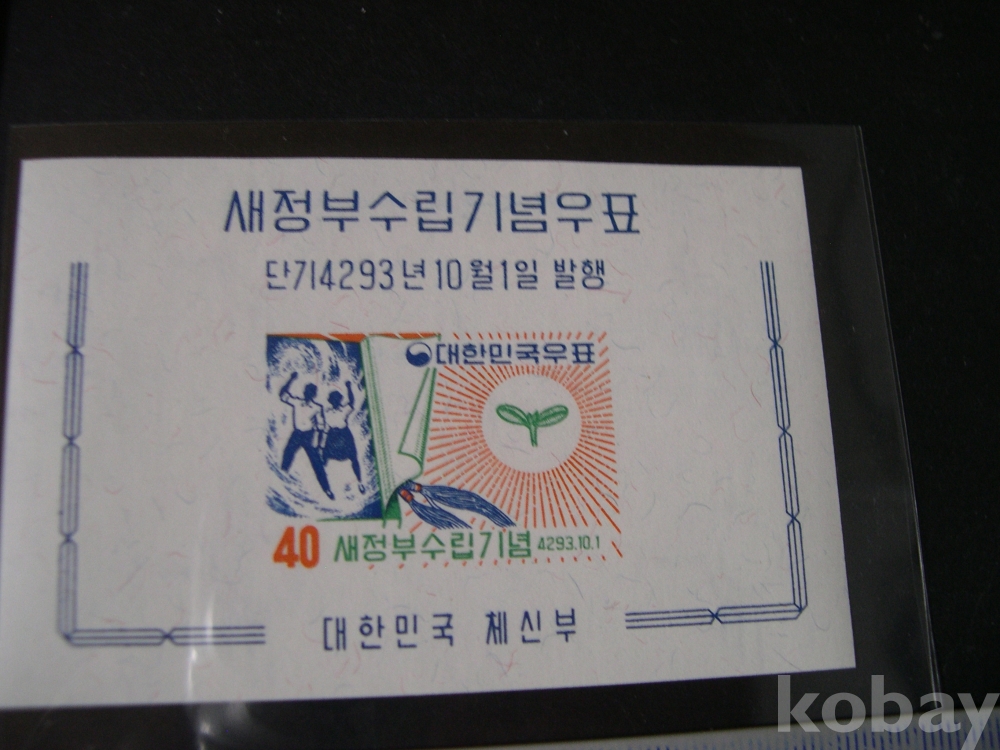 새정부수립기념우표
단기4293년10월1일 발행
대한민국우표
40 새정부수립기념 4293.10.1
대한민국 체신부
kobay